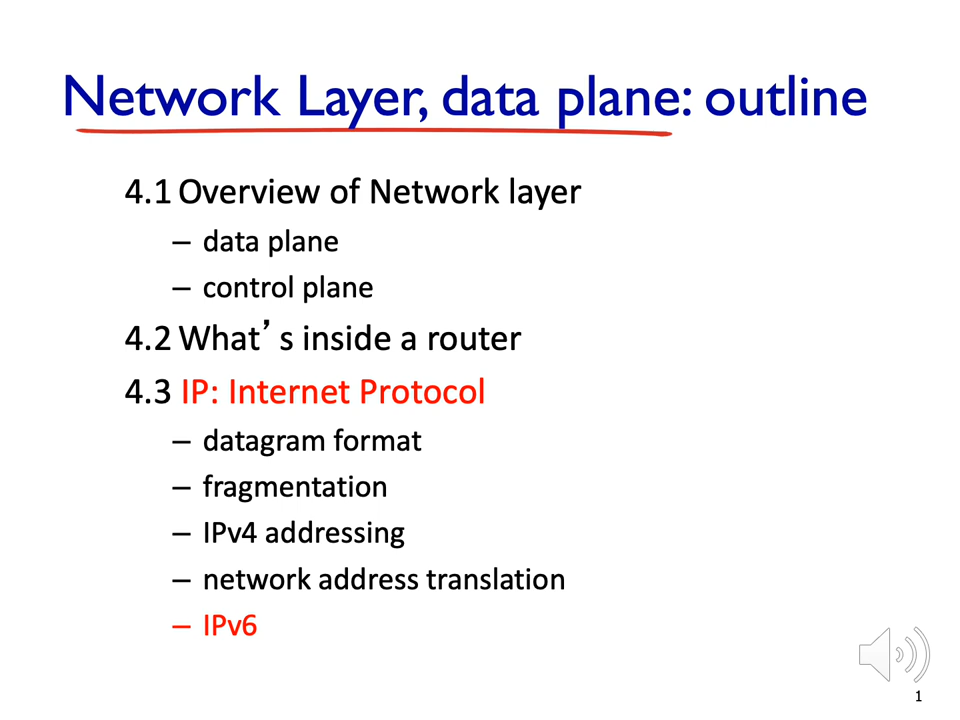 Network Layer, data plane: outline
4.1 Overview of Network layer
– data plane
– control plane
4.2 What’s inside a router
4.3 IP: Internet Protocol
– datagram format
– fragmentation
– IPv4 addressing
– network address translation
– IPv6
1